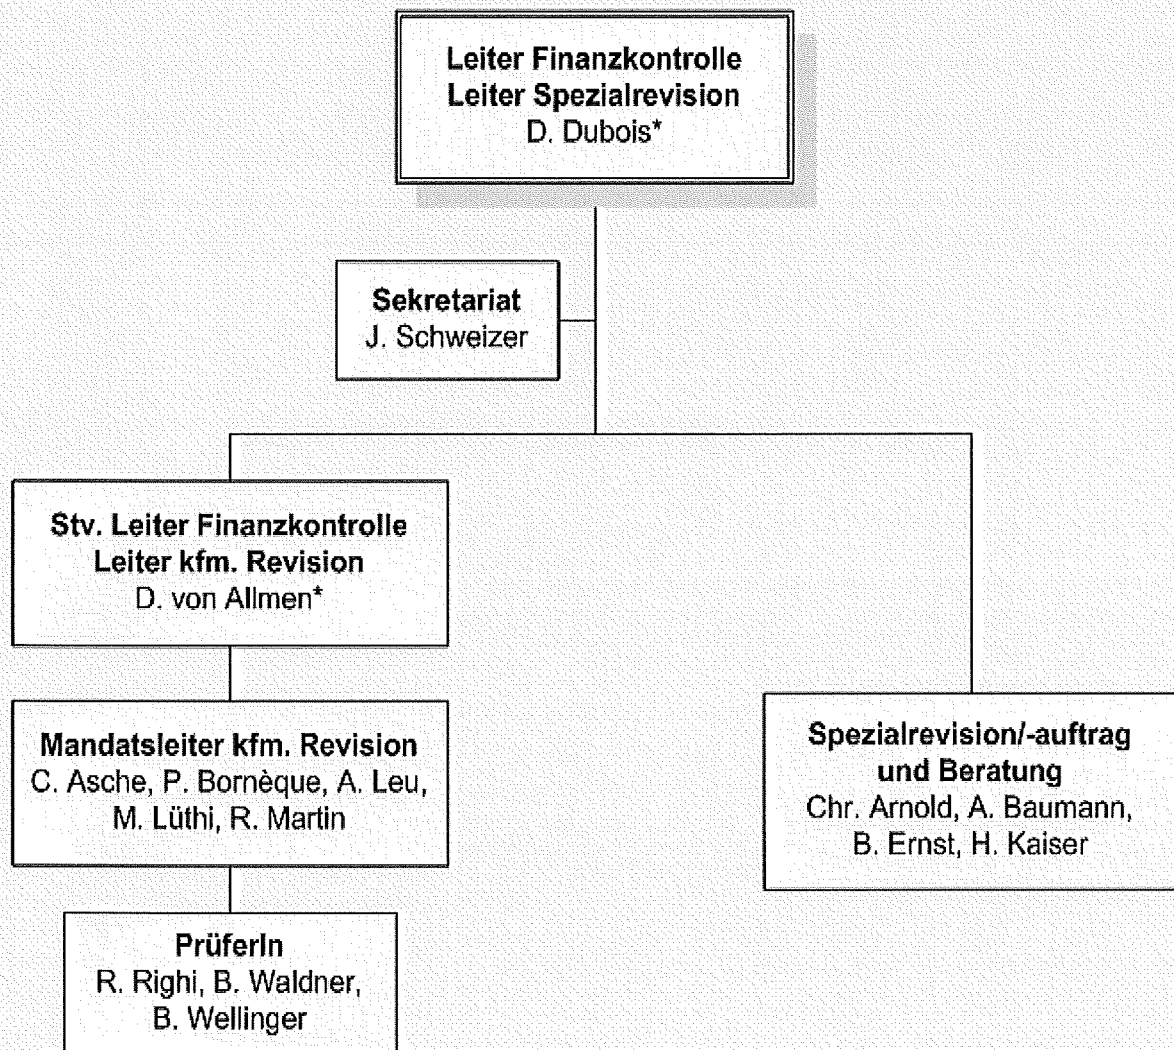 Leiter Finanzkontrolle
Leiter Spezialrevision
D. Dubois*
Sekretariat
J. Schweizer
Stv. Leiter Finanzkontrolle
Leiter kfm. Revision
D. von Allmen*
Mandatsleiter kfm. Revision
C. Asche, P. Bornèque, A. Leu,
M. Lüthi, R. Martin
Spezialrevision/-auftrag
und Beratung
Chr. Arnold, A. Baumann,
B. Ernst, H. Kaiser
PrüferIn
R. Righi, B. Waldner,
B. Wellinger